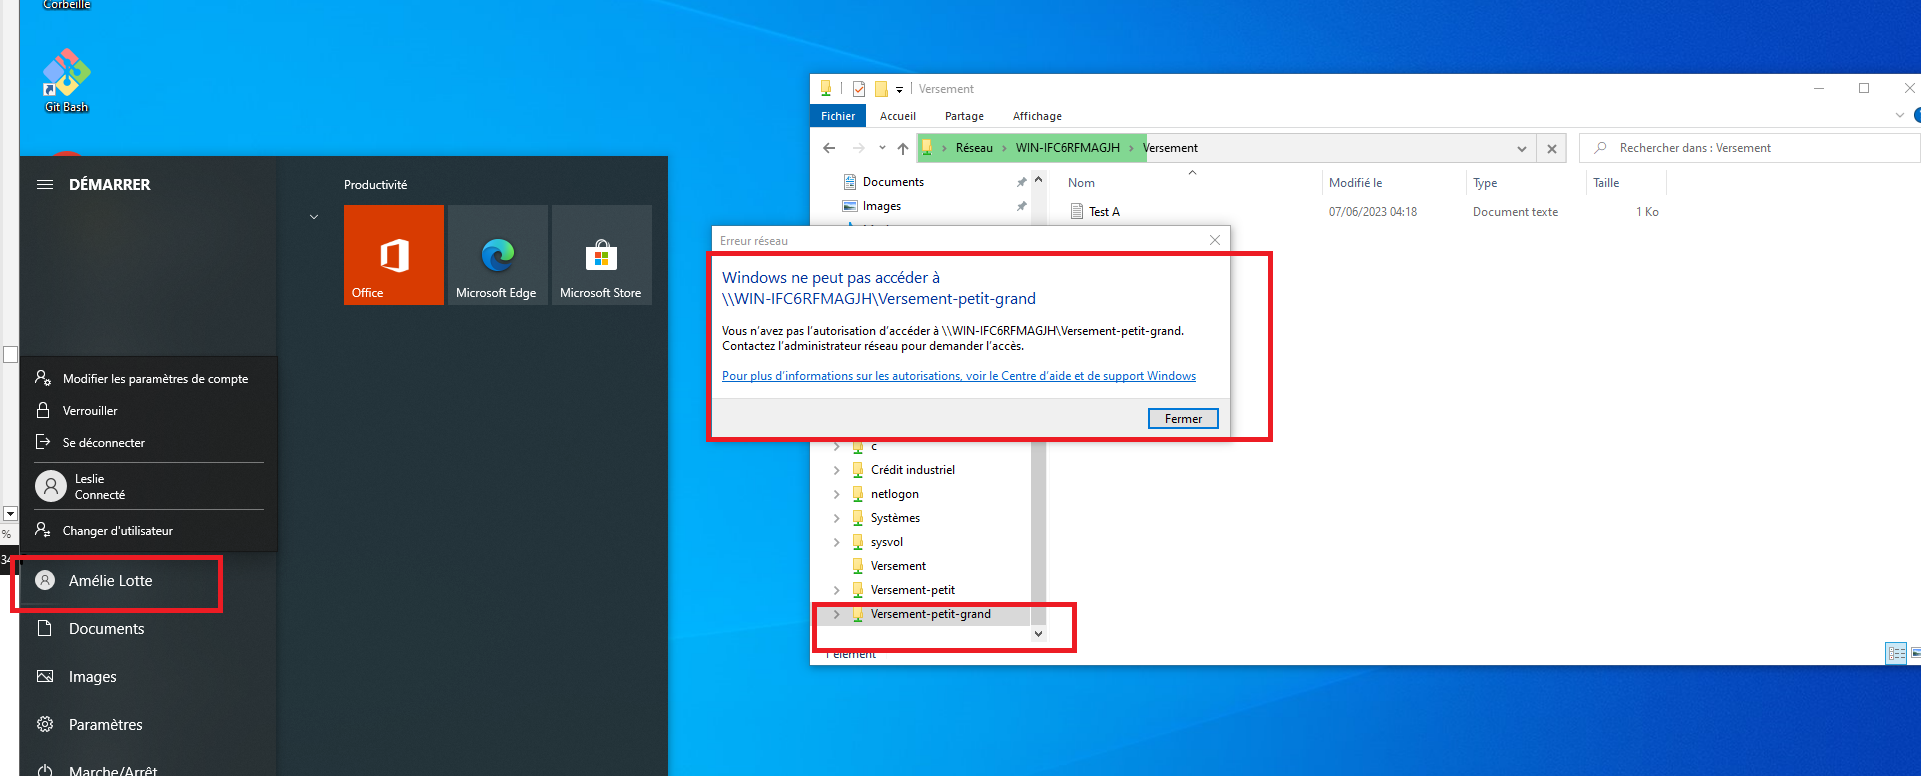 Corbeille
Git Bash
%
34
DÉMARRER
Productivité
Office
Microsoft Edge
Microsoft Store
Modifier les paramètres de compte
Verrouiller
Se déconnecter
Leslie
Connecté
Changer d'utilisateur
Amélie Lotte
Documents
Images
Paramètres
Marche/Arrêt
Versement
Fichier
Accueil
Partage
Affichage
Réseau
WIN-IFC6RFMAGJH
Versement
Rechercher dans : Versement
Documents
Images
Nom
Modifié le
Type
Taille
Test A
07/06/2023 04:18
Document texte
1 Ko
Erreur réseau
Windows ne peut pas accéder à
\\WIN-IFC6RFMAGJH\Versement-petit-grand
Vous n'avez pas l'autorisation d'accéder à \\WIN-IFC6RFMAGJH\Versement-petit-grand.
Contactez l'administrateur réseau pour demander l'accès.
Pour plus d'informations sur les autorisations, voir le Centre d'aide et de support Windows
Fermer
c
Crédit industriel
netlogon
Systèmes
sysvol
Versement
Versement-petit
Versement-petit-grand
1 élément